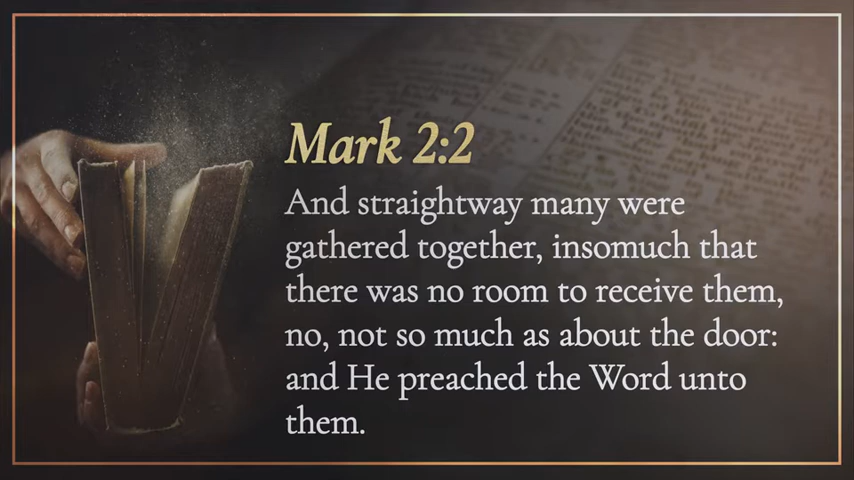 Mark 2:2
And straightway many were
gathered together, insomuch that
there was no room to receive them,
no, not so much as about the door:
and He preached the Word unto
them.